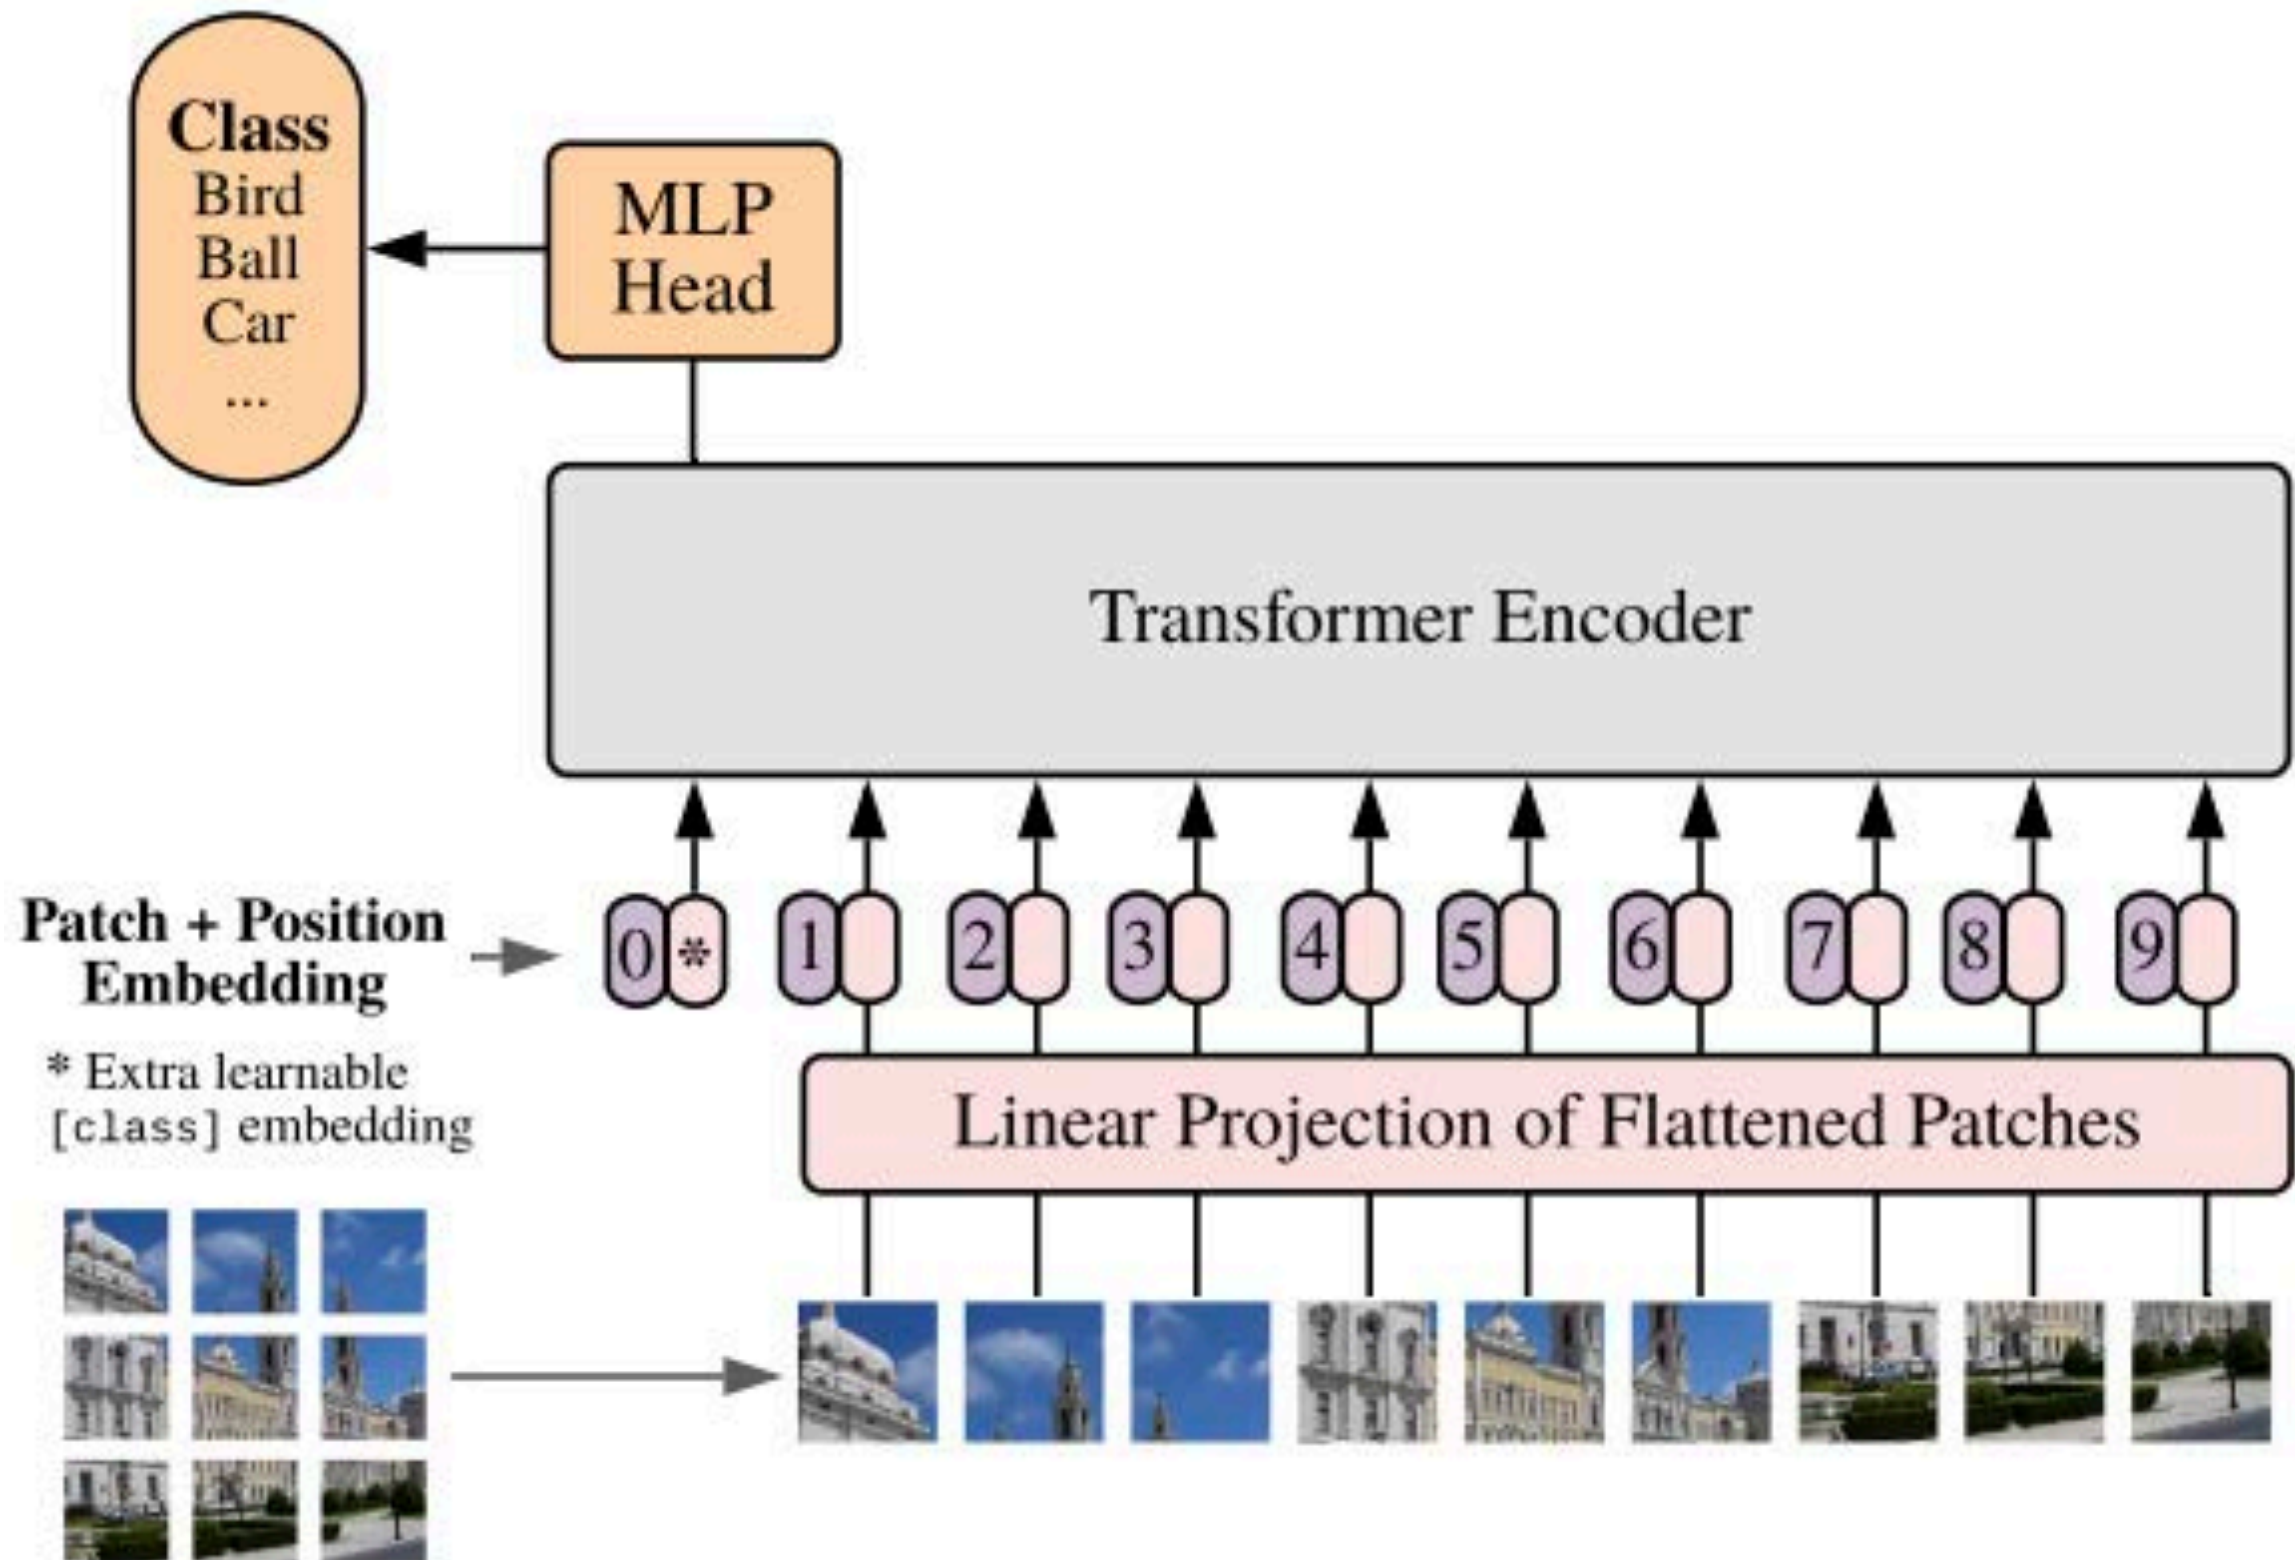 Class
Bird
Ball
Car
...
MLP
Head
Transformer Encoder
Patch + Position
Embedding
0 * 1 2 3 4 5 6 7 8 9
* Extra learnable
[class] embedding
Linear Projection of Flattened Patches